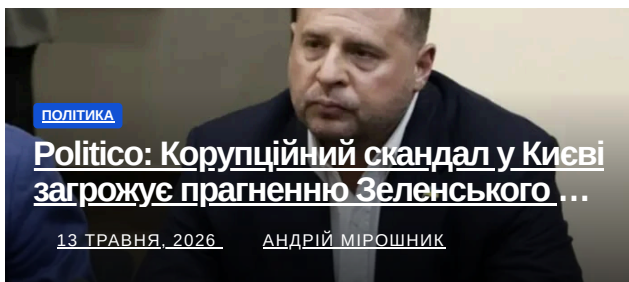 ПОЛІТИКА
Politico: Корупційний скандал у Києві
загрожує прагненню Зеленського ...
13 ТРАВНЯ, 2026 АНДРІЙ МІРОШНИК